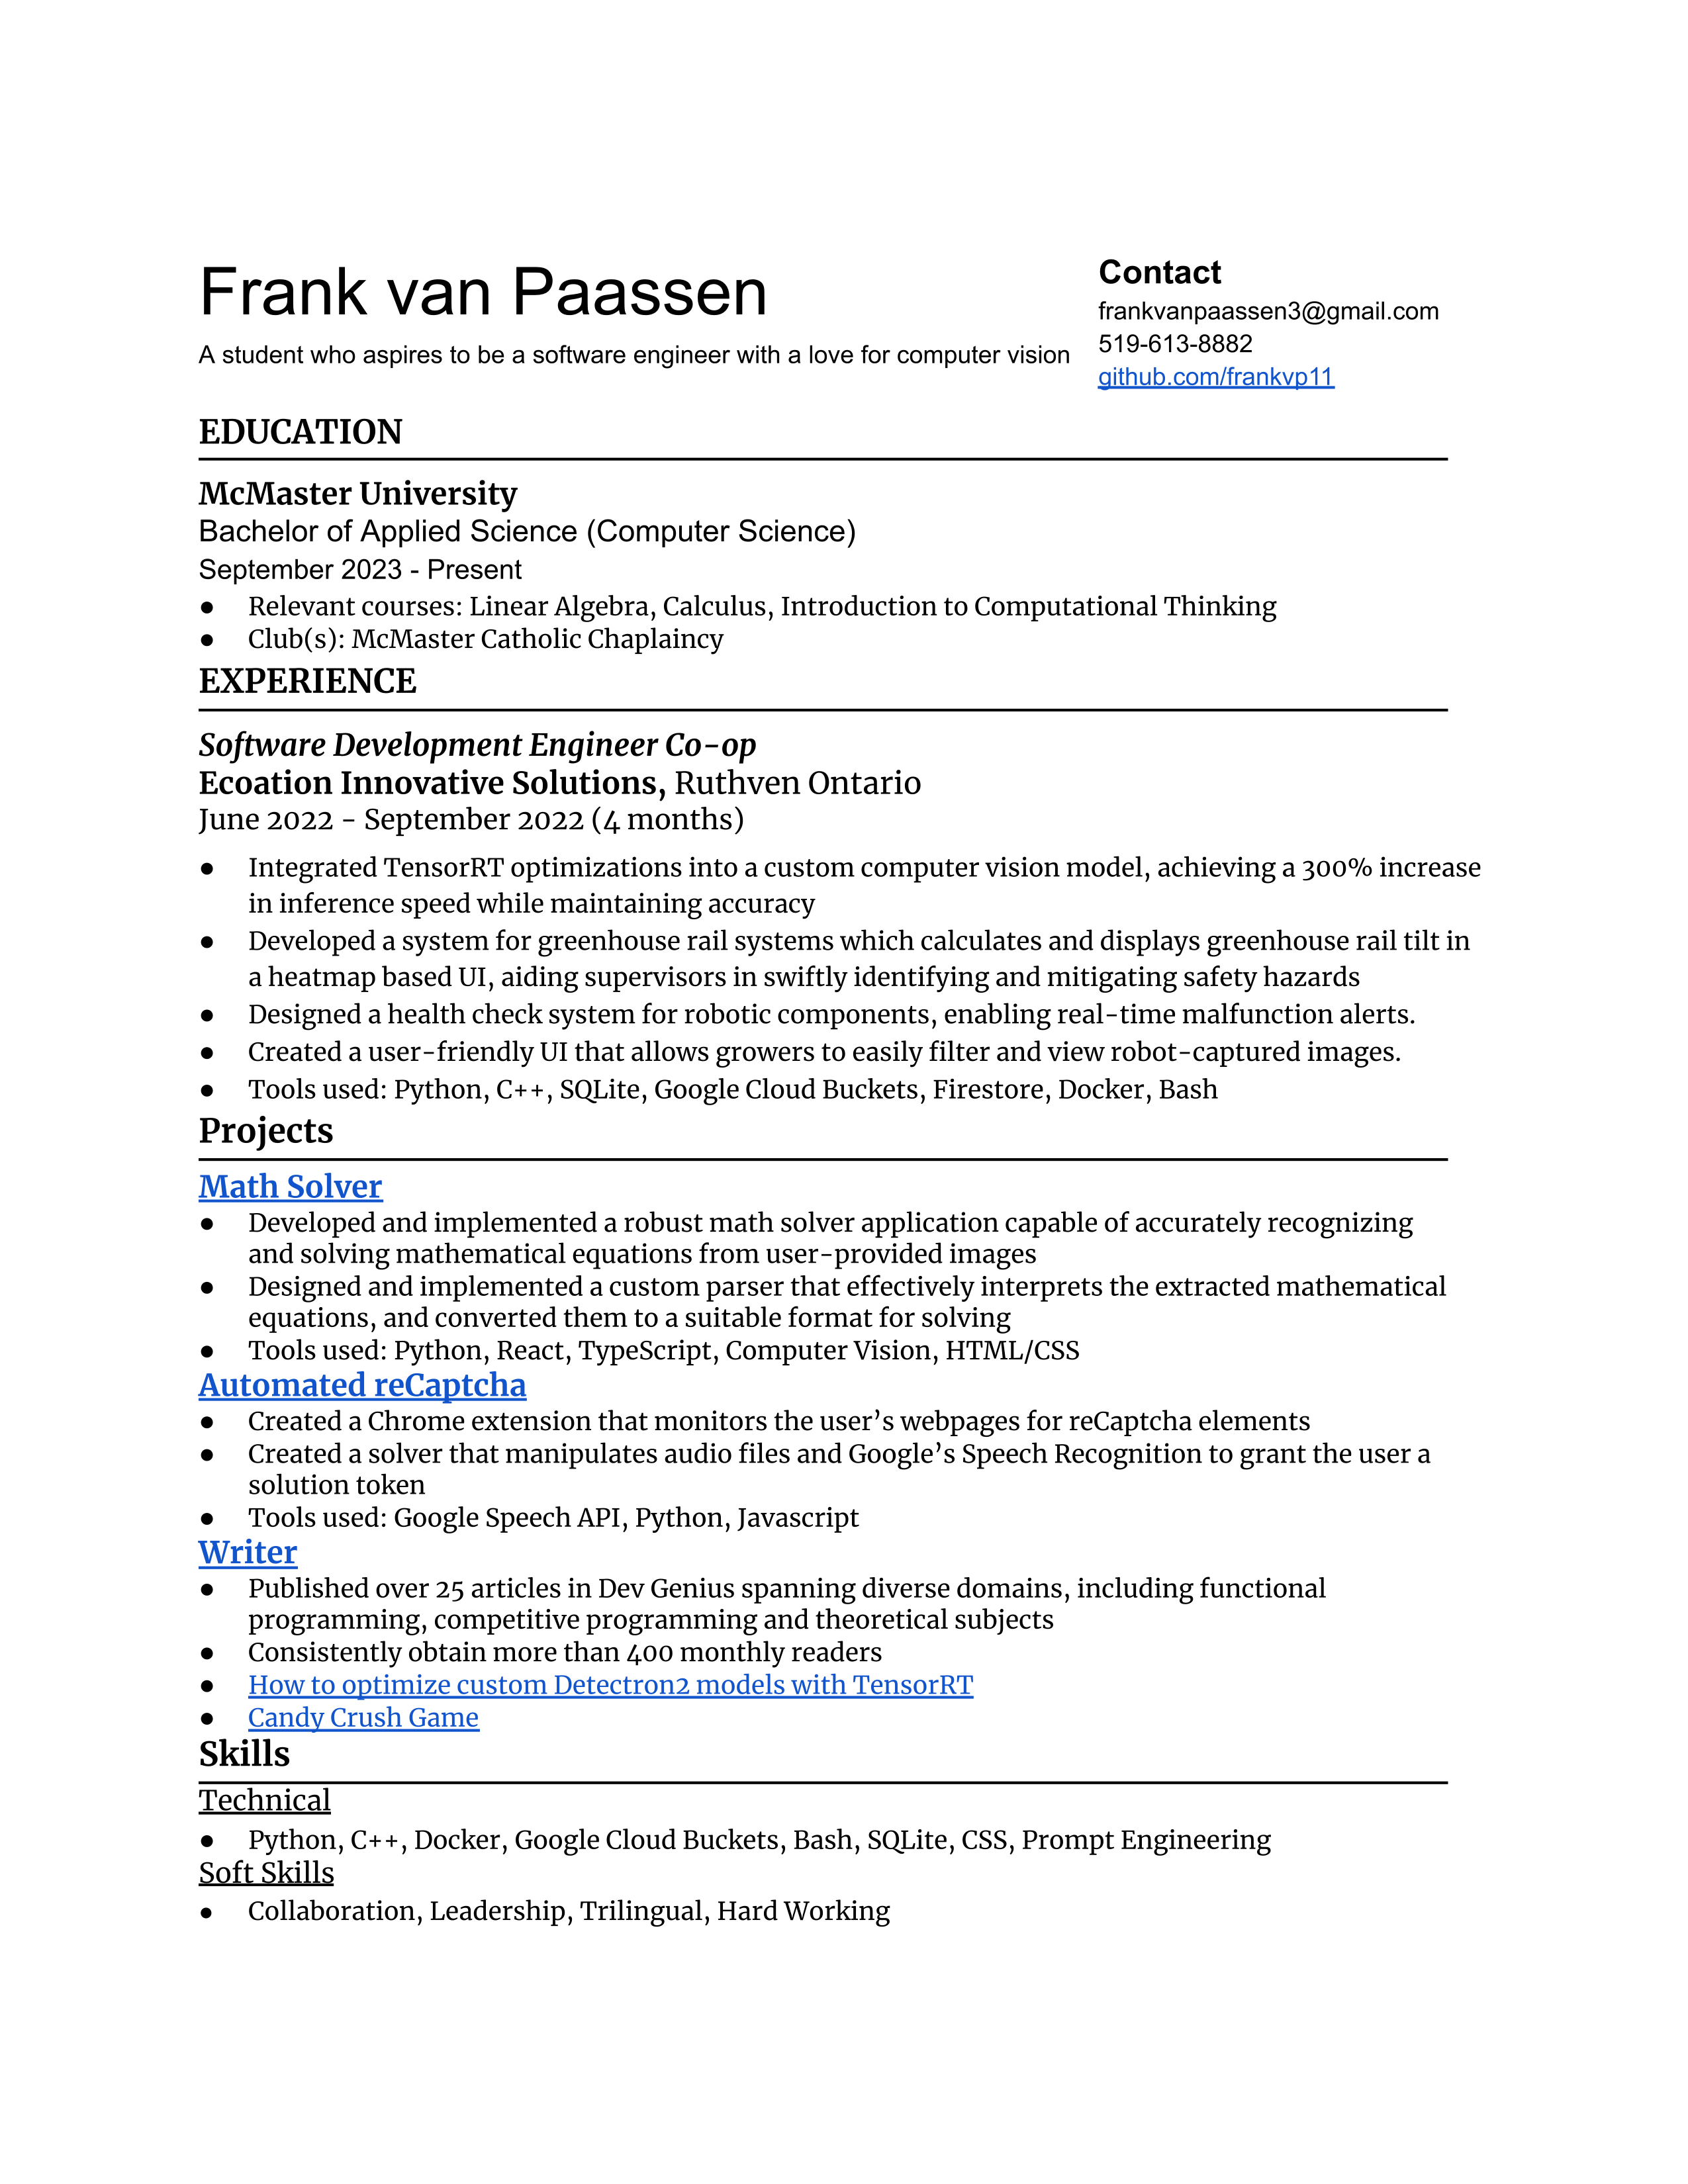 Frank van Paassen
A student who aspires to be a software engineer with a love for computer vision
Contact
frankvanpaassen3@gmail.com
519-613-8882
github.com/frankvp11
EDUCATION
McMaster University
Bachelor of Applied Science (Computer Science)
September 2023 - Present
● Relevant courses: Linear Algebra, Calculus, Introduction to Computational Thinking
● Club(s): McMaster Catholic Chaplaincy
EXPERIENCE
Software Development Engineer Co-op
Ecoation Innovative Solutions, Ruthven Ontario
June 2022 - September 2022 (4 months)
● Integrated TensorRT optimizations into a custom computer vision model, achieving a 300% increase
in inference speed while maintaining accuracy
● Developed a system for greenhouse rail systems which calculates and displays greenhouse rail tilt in
a heatmap based UI, aiding supervisors in swiftly identifying and mitigating safety hazards
● Designed a health check system for robotic components, enabling real-time malfunction alerts.
● Created a user-friendly UI that allows growers to easily filter and view robot-captured images.
● Tools used: Python, C++, SQLite, Google Cloud Buckets, Firestore, Docker, Bash
Projects
Math Solver
● Developed and implemented a robust math solver application capable of accurately recognizing
and solving mathematical equations from user-provided images
● Designed and implemented a custom parser that effectively interprets the extracted mathematical
equations, and converted them to a suitable format for solving
● Tools used: Python, React, TypeScript, Computer Vision, HTML/CSS
Automated reCaptcha
● Created a Chrome extension that monitors the user’s webpages for reCaptcha elements
● Created a solver that manipulates audio files and Google’s Speech Recognition to grant the user a
solution token
● Tools used: Google Speech API, Python, Javascript
Writer
● Published over 25 articles in Dev Genius spanning diverse domains, including functional
programming, competitive programming and theoretical subjects
● Consistently obtain more than 400 monthly readers
● How to optimize custom Detectron2 models with TensorRT
● Candy Crush Game
Skills
Technical
● Python, C++, Docker, Google Cloud Buckets, Bash, SQLite, CSS, Prompt Engineering
Soft Skills
● Collaboration, Leadership, Trilingual, Hard Working